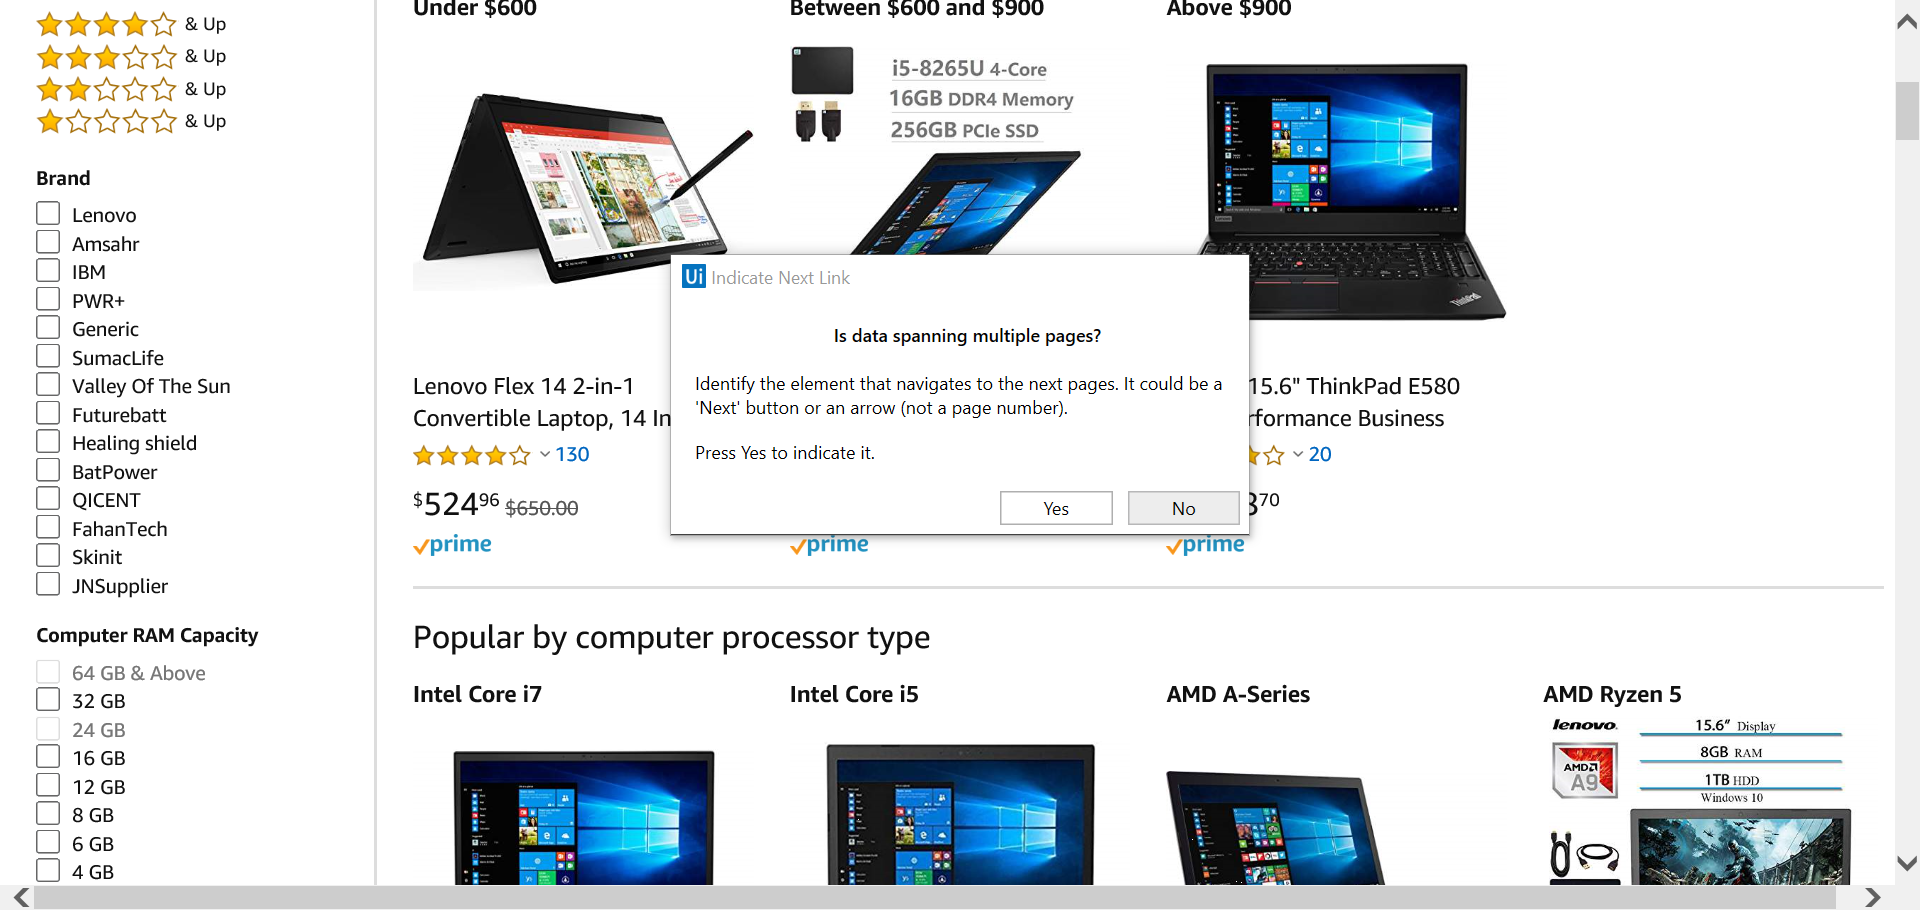 & Up
& Up
& Up
& Up
Brand
Lenovo
Amsahr
IBM
PWR+
Generic
SumacLife
Valley Of The Sun
Futurebatt
Healing shield
BatPower
QICENT
FahanTech
Skinit
JNSupplier
Computer RAM Capacity
64 GB & Above
32 GB
24 GB
16 GB
12 GB
8 GB
6 GB
4 GB
Under $600
Between $600 and $900
Above $900
i5-8265U 4-Core
16GB DDR4 Memory
256GB PCIe SSD
ThinkPad
Ui Indicate Next Link
Is data spanning multiple pages?
Identify the element that navigates to the next pages. It could be a
'Next' button or an arrow (not a page number).
Press Yes to indicate it.
Yes
No
Lenovo Flex 14 2-in-1
Convertible Laptop, 14 In
130
$524 96 $650.00
prime
prime
15.6" ThinkPad E580
formance Business
20
70
prime
Popular by computer processor type
Intel Core i7
Intel Core i5
AMD A-Series
AMD Ryzen 5
lenovo.
15.6" Display
8GB RAM
AMD
A9
1TB HDD
Windows 10